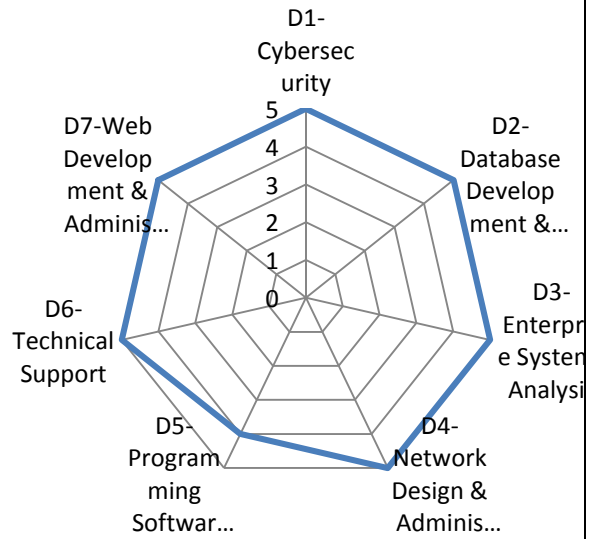 D1-
Cybersec
urity
5
4
3
2
1
0
D2-
Database
Develop
ment &...
D3-
Enterpr
e System
Analysi
D4-
Network
Design &
Adminis...
D5-
Program
ming
Softwar...
D6-
Technical
Support
D7-Web
Develop
ment &
Adminis...